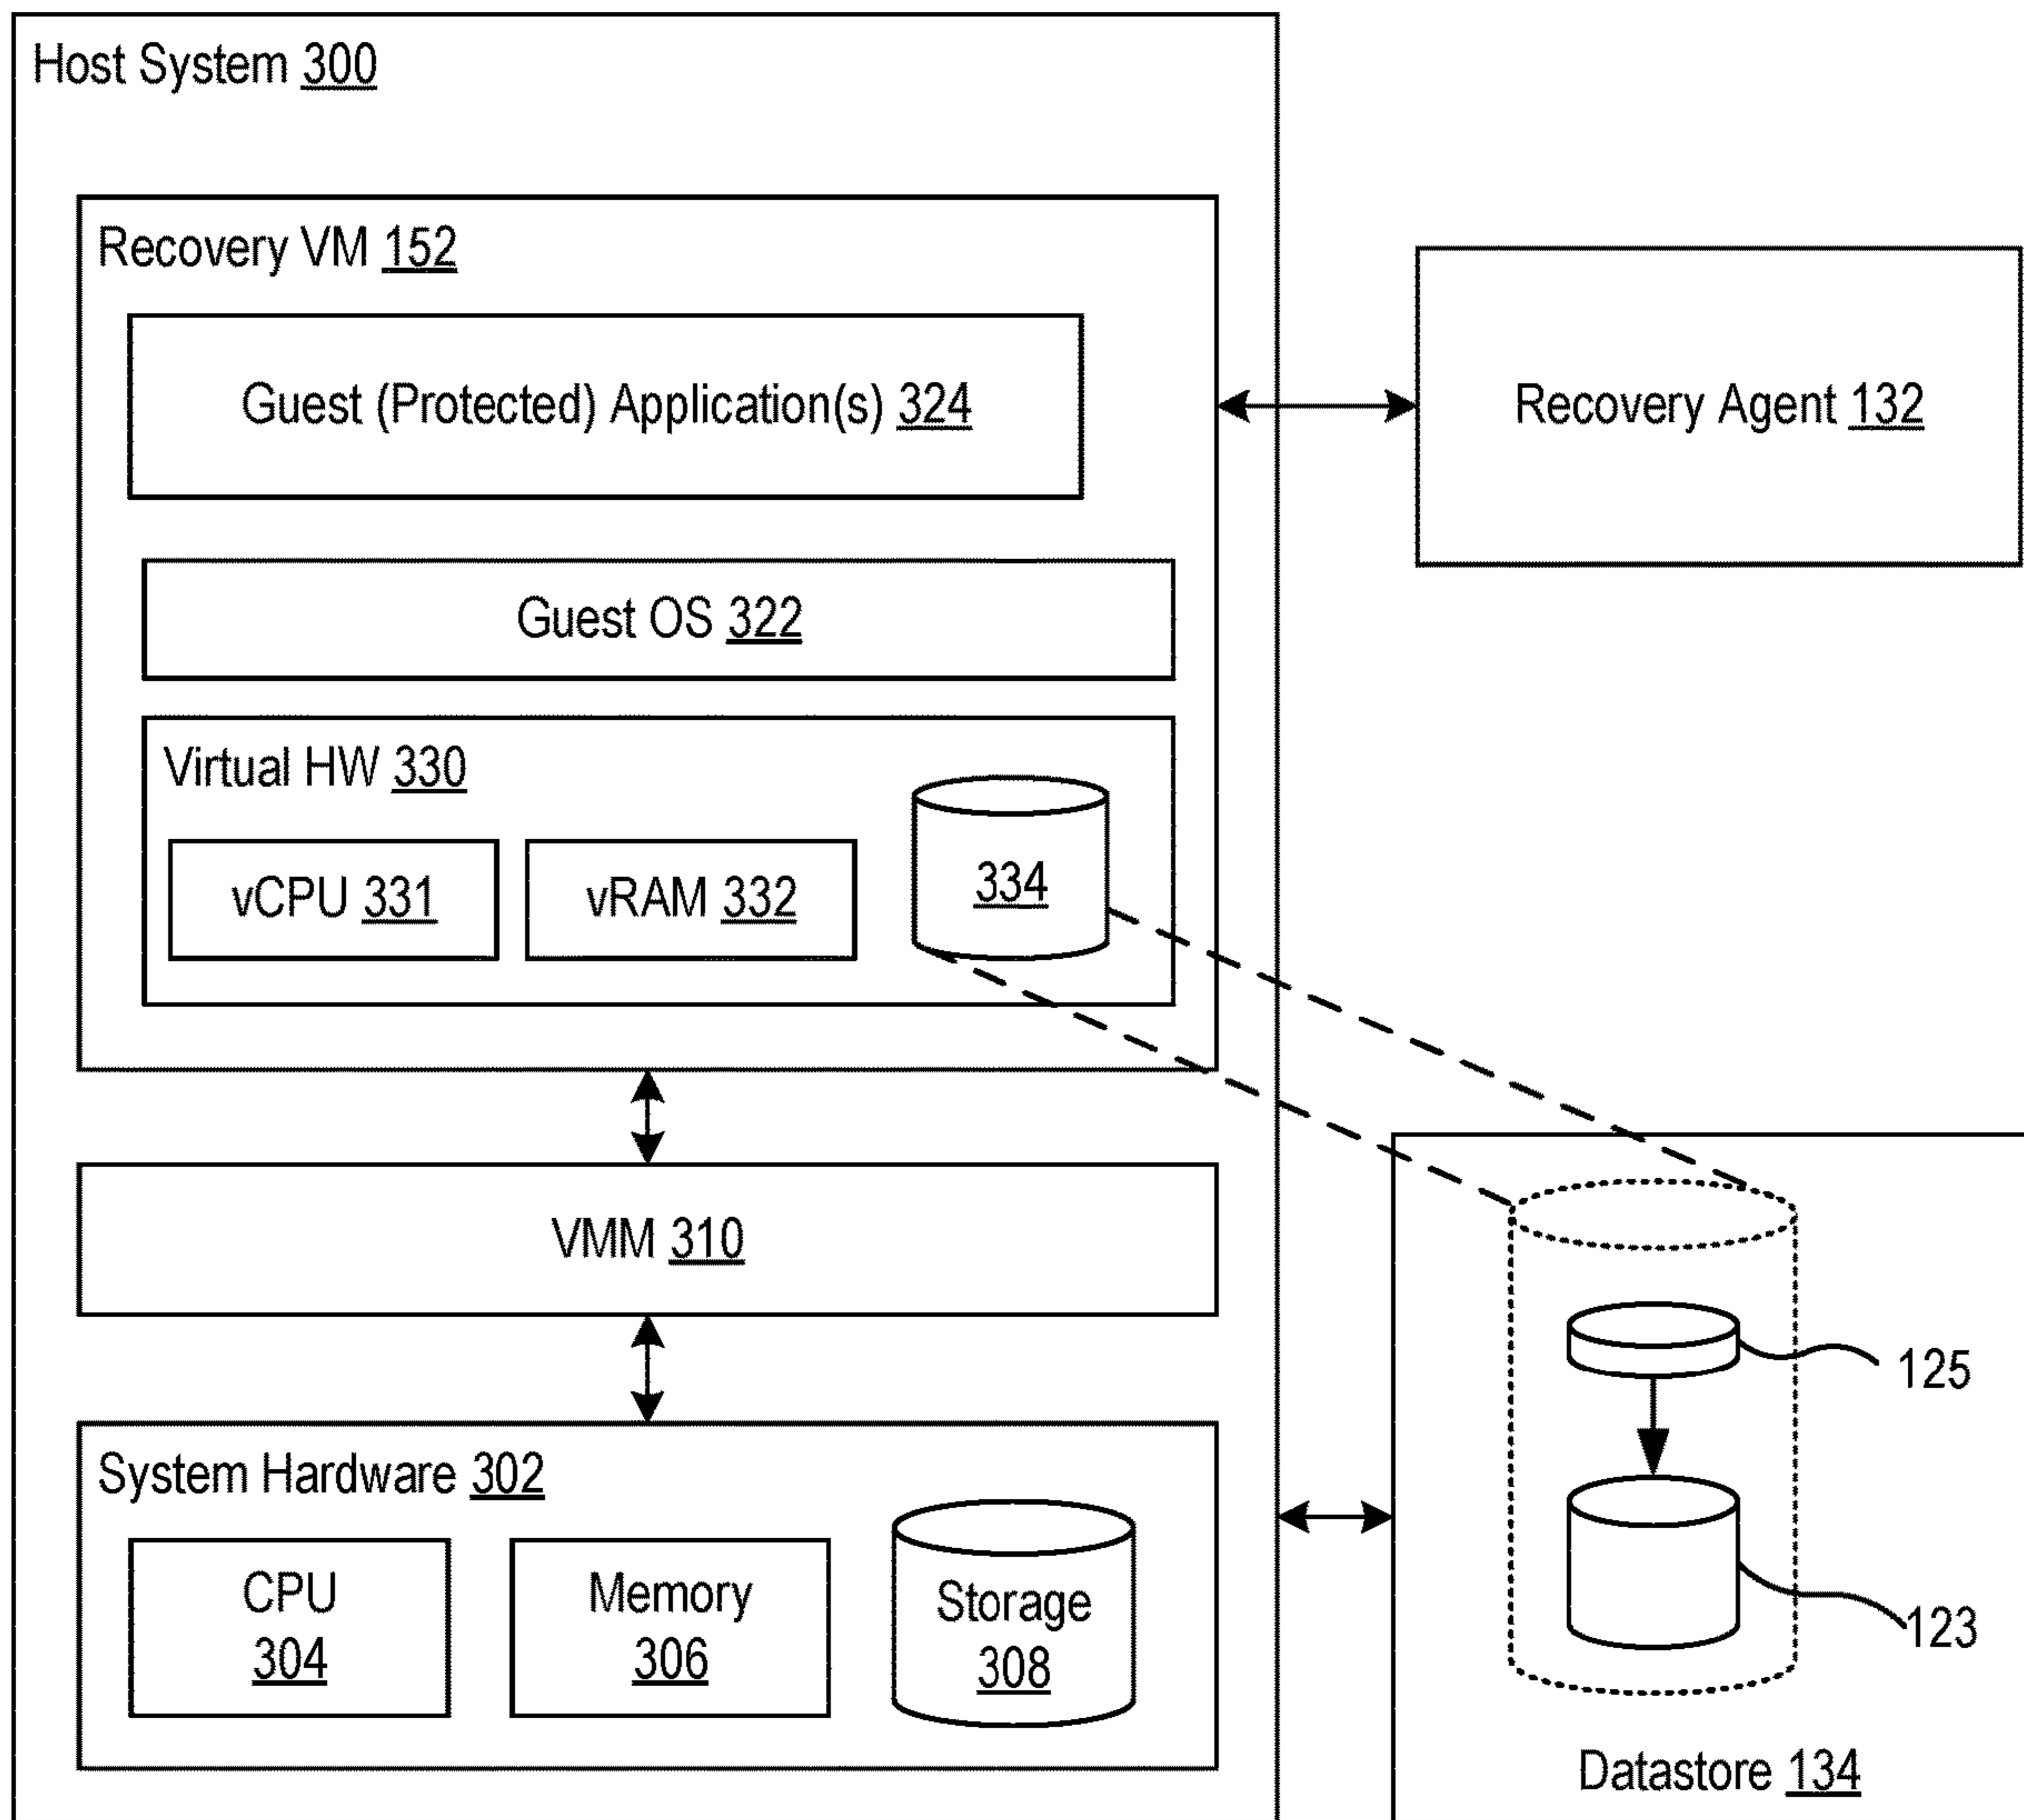 Host System 300
Recovery VM 152
Guest (Protected) Application(s) 324
Recovery Agent 132
Guest OS 322
Virtual HW 330
vCPU 331
vRAM 332
334
VMM 310
125
System Hardware 302
CPU
304
Memory
306
Storage
308
123
Datastore 134